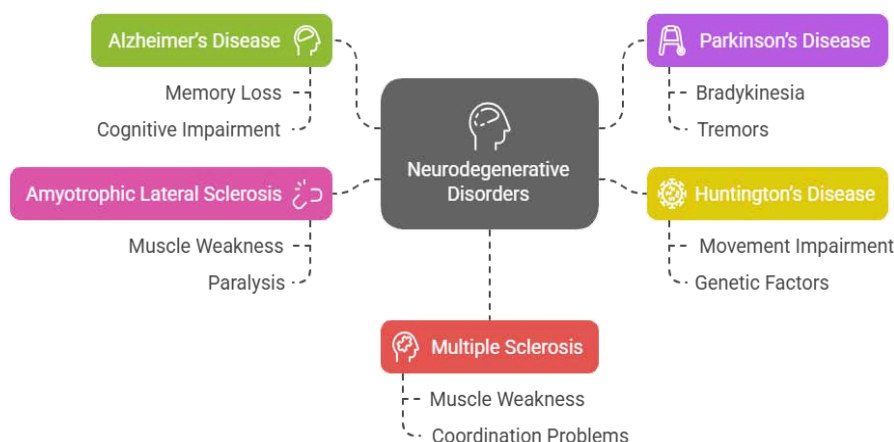 Alzheimer's Disease
Memory Loss
Cognitive Impairment
Amyotrophic Lateral Sclerosis
Muscle Weakness
Paralysis
Neurodegenerative
Disorders
Parkinson's Disease
Bradykinesia
Tremors
Huntington's Disease
Movement Impairment
Genetic Factors
Multiple Sclerosis
Muscle Weakness
Coordination Problems